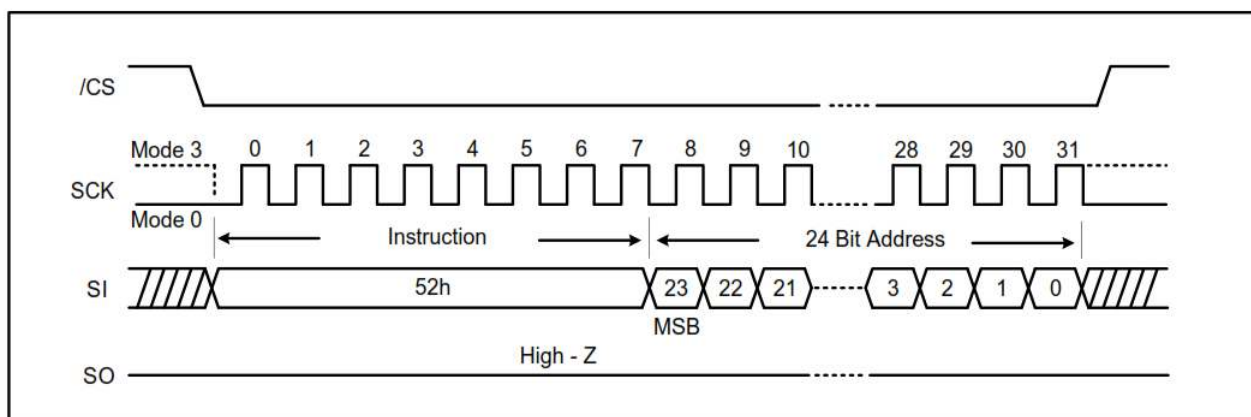 /CS
Mode 3 0 1 2 3 4 5 6 7 8 9 10 28 29 30 31
SCK
Mode 0
Instruction 24 Bit Address
SI 52h 23 22 21 3 2 1 0
MSB
High - Z
SO